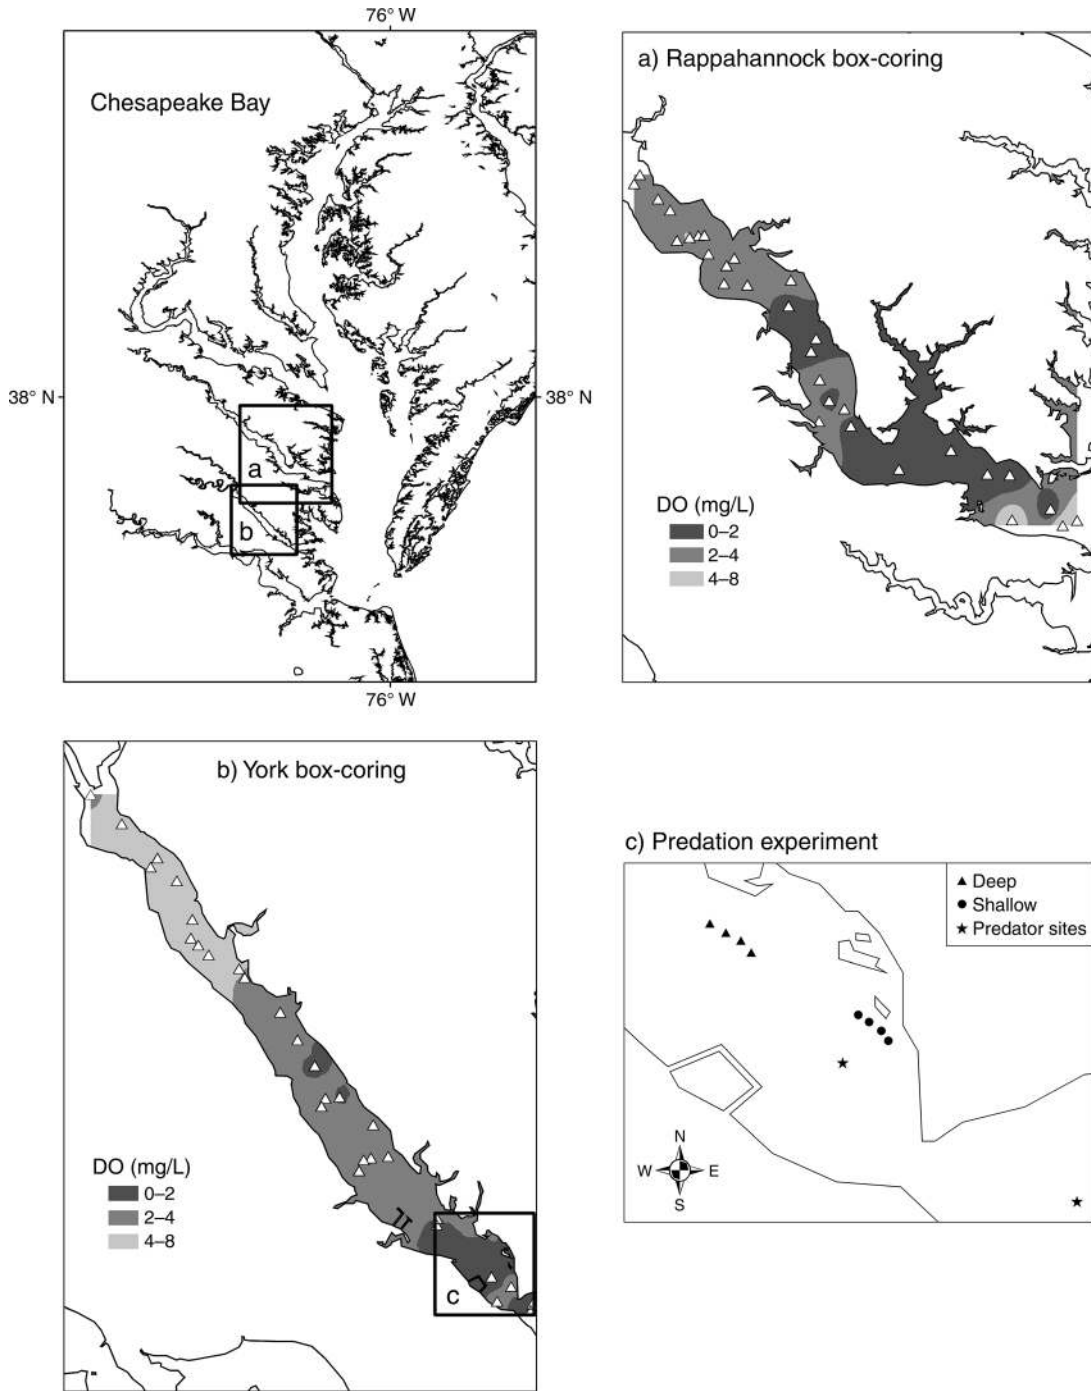 76° W
Chesapeake Bay
38° N
38° N
a
b
76° W
a) Rappahannock box-coring
DO (mg/L)
0–2
2–4
4–8
b) York box-coring
DO (mg/L)
0–2
2–4
4–8
c
c) Predation experiment
Deep
Shallow
Predator sites
N
W E
S